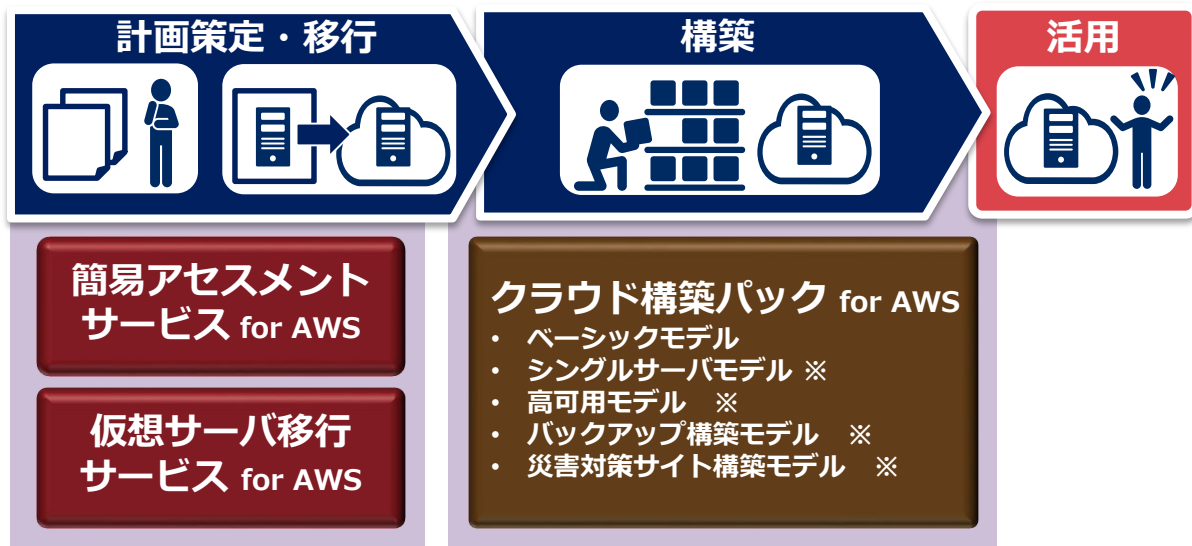 計画策定・移行
構築
活用
簡易アセスメント
サービス for AWS
仮想サーバ移行
サービス for AWS
クラウド構築パック for AWS
• ベーシックモデル
• シングルサーバモデル ※
• 高可用モデル ※
• バックアップ構築モデル ※
• 災害対策サイト構築モデル ※